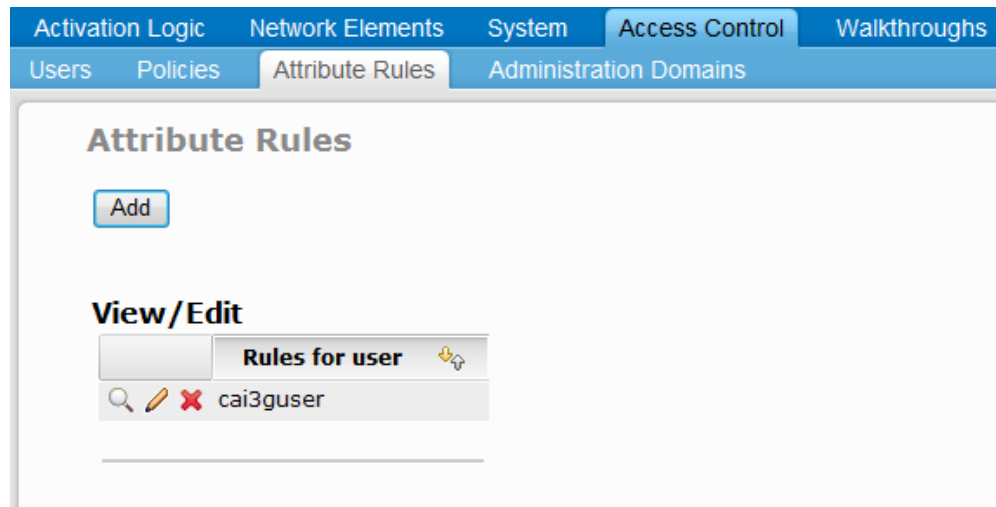 Activation Logic Network Elements System Access Control Walkthroughs
Users Policies Attribute Rules Administration Domains
Attribute Rules
Add
View/Edit
Rules for user
cai3guser